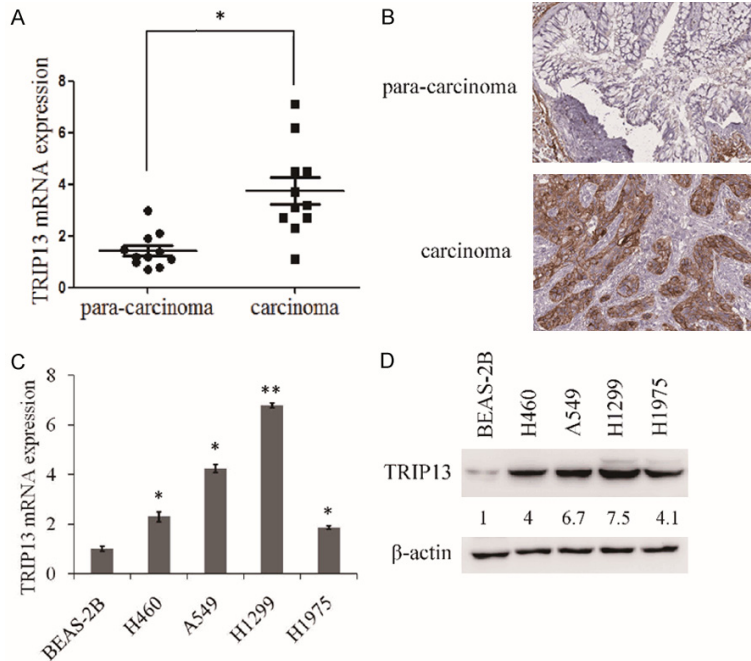 A
*
TRIP13 mRNA expression
8
6
4
2
0
para-carcinoma
carcinoma
B
para-carcinoma
carcinoma
C
TRIP13 mRNA expression
8
6
4
2
0
*
*
**
*
BEAS-2B
H460
A549
H1299
H1975
D
BEAS-2B
H460
A549
H1299
H1975
TRIP13
1 4 6.7 7.5 4.1
β-actin